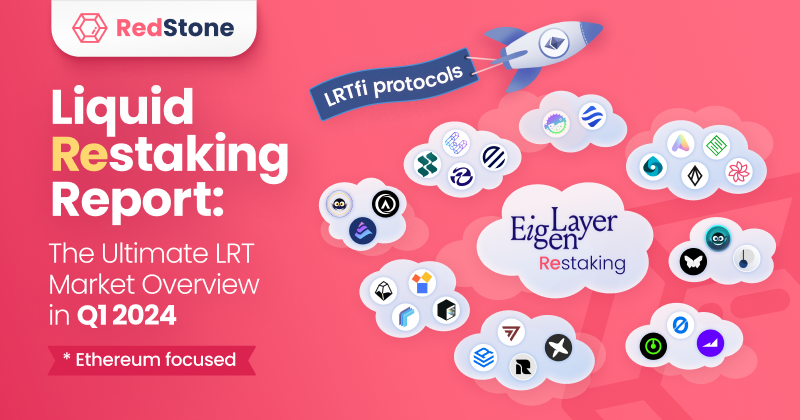 RedStone
LRTfi protocols
Liquid
Restaking
Report:
The Ultimate LRT
Market Overview
in Q1 2024
* Ethereum focused
EigenLayer
Restaking